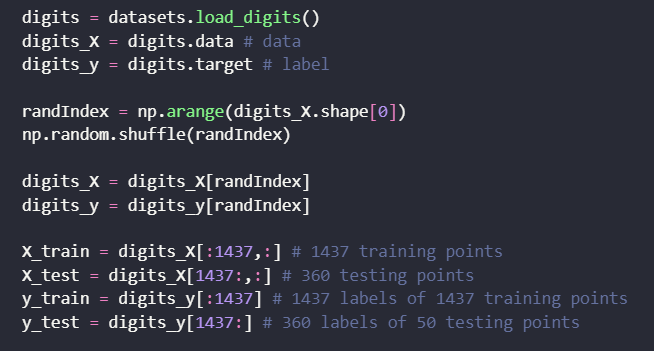 digits = datasets.load_digits()
digits_X = digits.data # data
digits_y = digits.target # label
randIndex = np.arange(digits_X.shape[0])
np.random.shuffle(randIndex)
digits_X = digits_X[randIndex]
digits_y = digits_y[randIndex]
X_train = digits_X[:1437,:] # 1437 training points
X_test = digits_X[1437:,:] # 360 testing points
y_train = digits_y[:1437] # 1437 labels of 1437 training points
y_test = digits_y[1437:] # 360 labels of 50 testing points